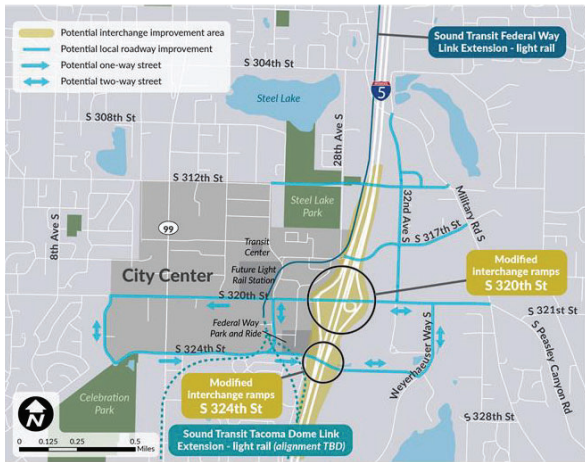 Potential interchange improvement area
Potential local roadway improvement
Potential one-way street
Potential two-way street
Sound Transit Federal Way
Link Extension - light rail
S 304th St
5
Steel Lake
28th Ave S
S 308th St
S 312th St
Steel Lake
Park
32nd Ave S
Military Rd S
8th Ave S
99
S 317th St
Transit
Center
City Center
Future Light
Rail Station
Modified
interchange ramps
S 320th St
S 320th St
S 321st St
Federal Way
Park and Ride
S 324th St
Weyerhaeuser Way S
S Peasley Canyon Rd
Modified
interchange ramps
S 324th St
Celebration
Park
S 328th St
N
0 0.125 0.25 0.5
Miles
Sound Transit Tacoma Dome Link
Extension - light rail (alignment TBD)